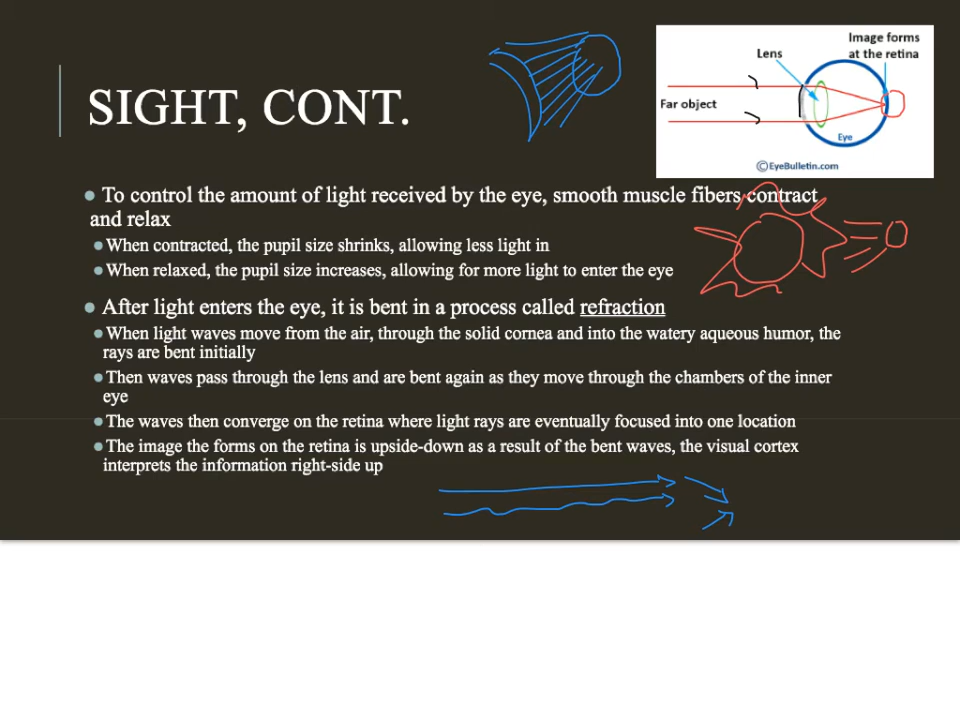 SIGHT, CONT.
Lens
Image forms
at the retina
Far object
Eye
©EyeBulletin.com
● To control the amount of light received by the eye, smooth muscle fibers contract
and relax
● When contracted, the pupil size shrinks, allowing less light in
● When relaxed, the pupil size increases, allowing for more light to enter the eye
● After light enters the eye, it is bent in a process called refraction
● When light waves move from the air, through the solid cornea and into the watery aqueous humor, the
rays are bent initially
● Then waves pass through the lens and are bent again as they move through the chambers of the inner
eye
● The waves then converge on the retina where light rays are eventually focused into one location
● The image the forms on the retina is upside-down as a result of the bent waves, the visual cortex
interprets the information right-side up